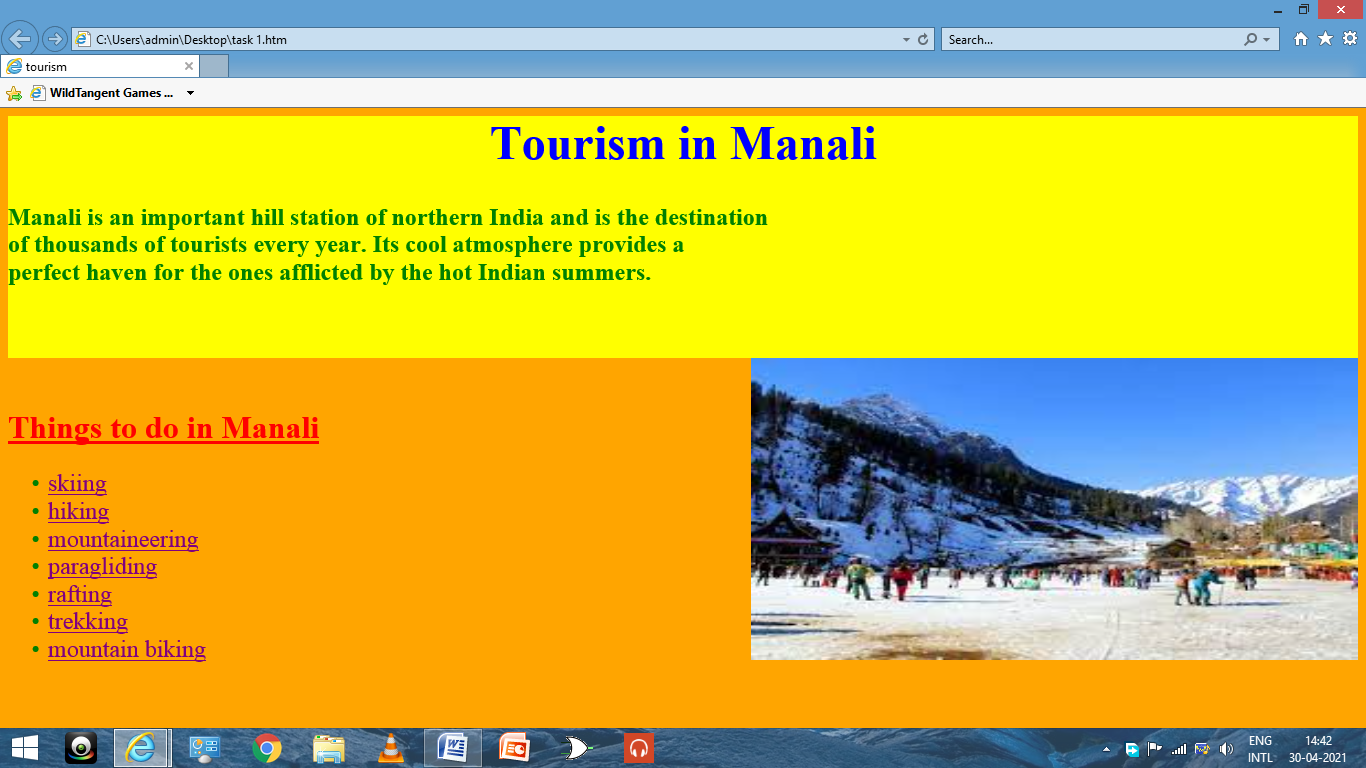 C:\Users\admin\Desktop\task 1.htm
Search...
tourism
WildTangent Games ...
Tourism in Manali
Manali is an important hill station of northern India and is the destination
of thousands of tourists every year. Its cool atmosphere provides a
perfect haven for the ones afflicted by the hot Indian summers.
Things to do in Manali
• skiing
• hiking
• mountaineering
• paragliding
• rafting
• trekking
• mountain biking
ENG
INTL
14:42
30-04-2021